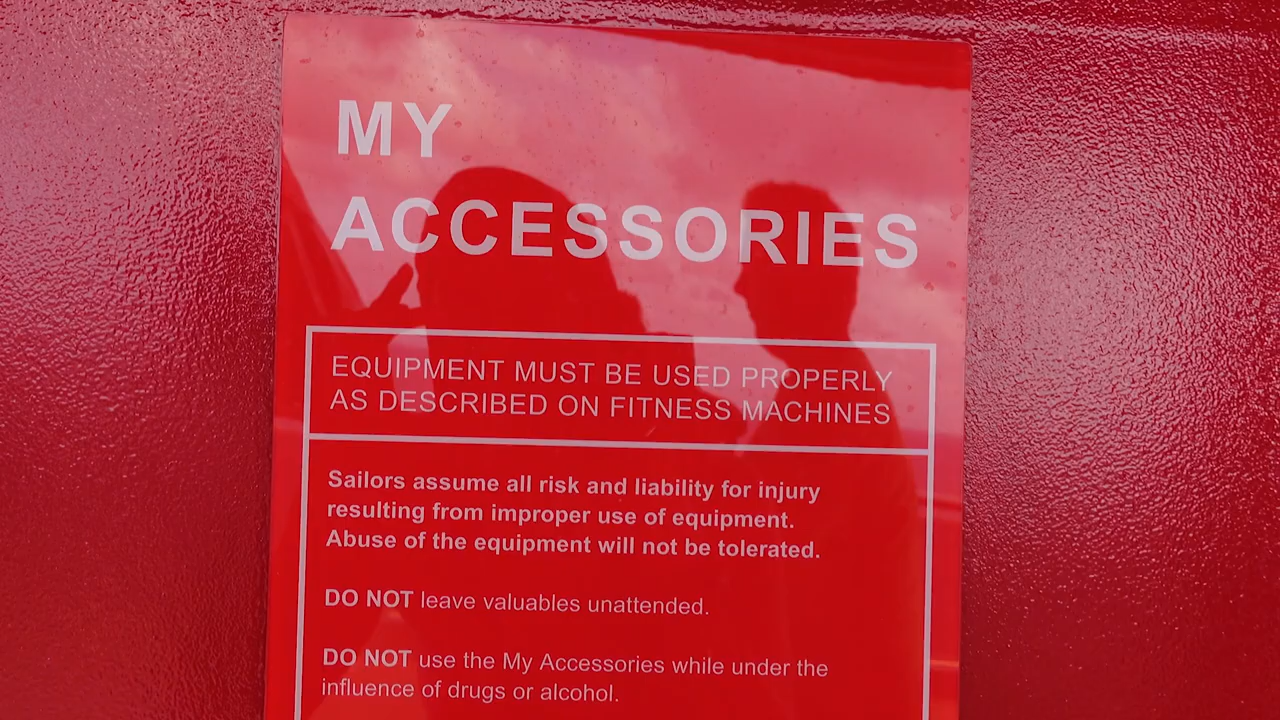 MY
ACCESSORIES
EQUIPMENT MUST BE USED PROPERLY
AS DESCRIBED ON FITNESS MACHINES
Sailors assume all risk and liability for injury
resulting from improper use of equipment.
Abuse of the equipment will not be tolerated.
DO NOT leave valuables unattended.
DO NOT use the My Accessories while under the
influence of drugs or alcohol.